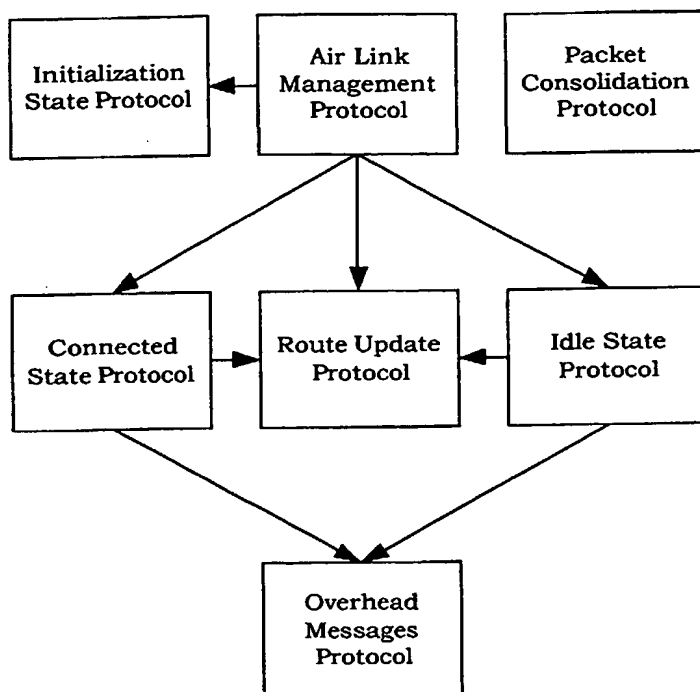 Initialization
State Protocol
Air Link
Management
Protocol
Packet
Consolidation
Protocol
Connected
State Protocol
Route Update
Protocol
Idle State
Protocol
Overhead
Messages
Protocol